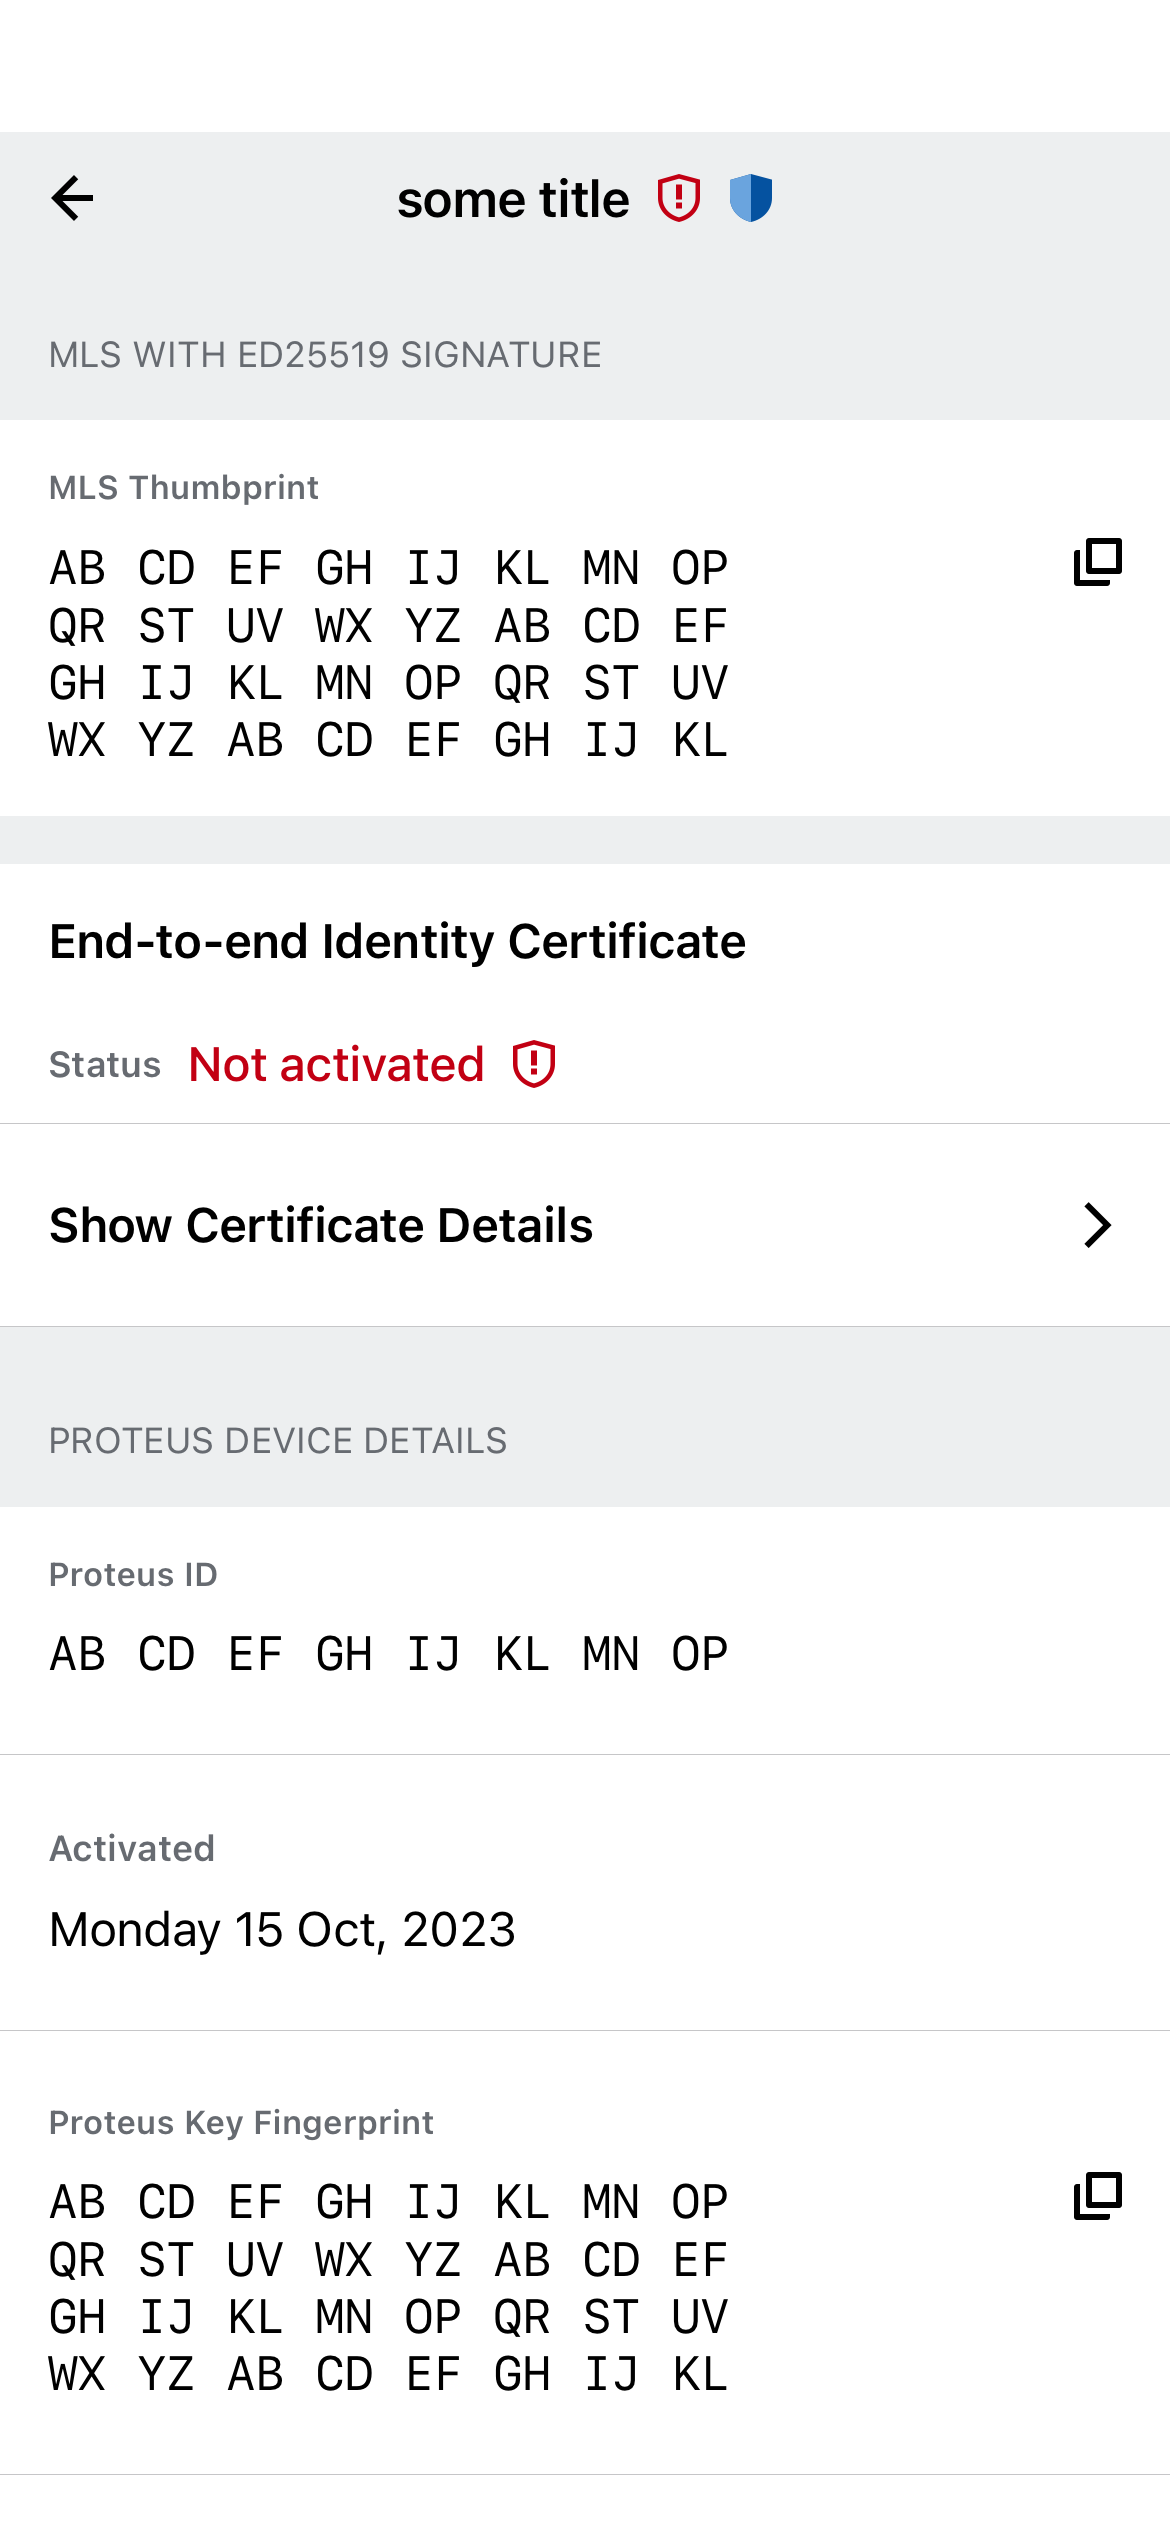 some title
MLS WITH ED25519 SIGNATURE
MLS Thumbprint
AB CD EF GH IJ KL MN OP
QR ST UV WX YZ AB CD EF
GH IJ KL MN OP QR ST UV
WX YZ AB CD EF GH IJ KL
End-to-end Identity Certificate
Status Not activated
Show Certificate Details
PROTEUS DEVICE DETAILS
Proteus ID
AB CD EF GH IJ KL MN OP
Activated
Monday 15 Oct, 2023
Proteus Key Fingerprint
AB CD EF GH IJ KL MN OP
QR ST UV WX YZ AB CD EF
GH IJ KL MN OP QR ST UV
WX YZ AB CD EF GH IJ KL